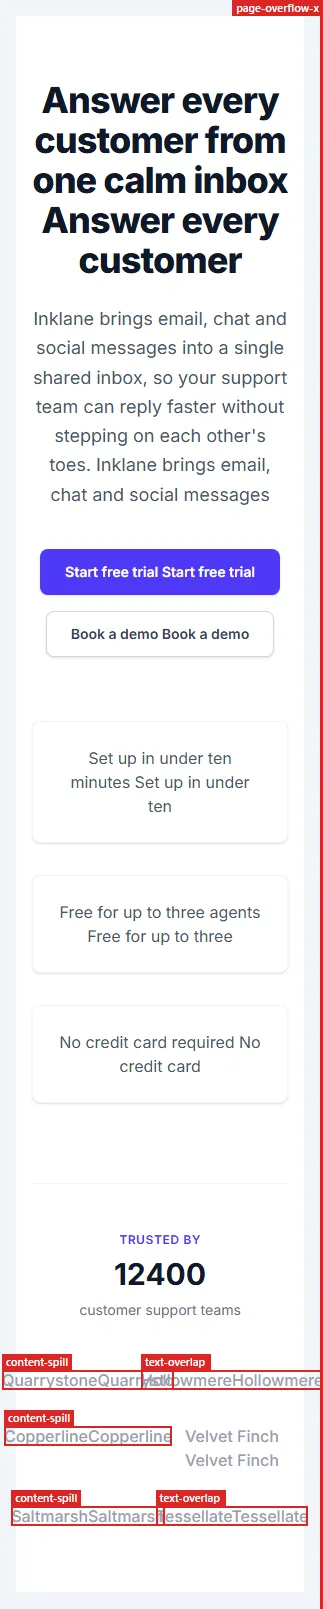 page-overflow-x
Answer every
customer from
one calm inbox
Answer every
customer
Inklane brings email, chat and
social messages into a single
shared inbox, so your support
team can reply faster without
stepping on each other's
toes. Inklane brings email,
chat and social messages
Start free trial Start free trial
Book a demo Book a demo
Set up in under ten
minutes Set up in under
ten
Free for up to three agents
Free for up to three
No credit card required No
credit card
TRUSTED BY
12400
customer support teams
content-spill text-overlap
QuarrystoneQuarrystone HollowmereHollowmere
content-spill
CopperlineCopperline Velvet Finch
Velvet Finch
content-spill text-overlap
SaltmarshSaltmarsh TessellateTessellate